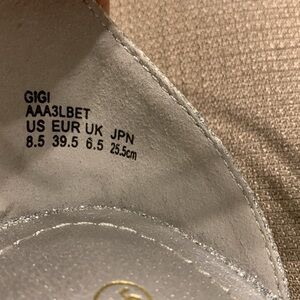 GIGI
AAA3LBET
US EUR UK JPN
8.5 39.5 6.5 25.5cm